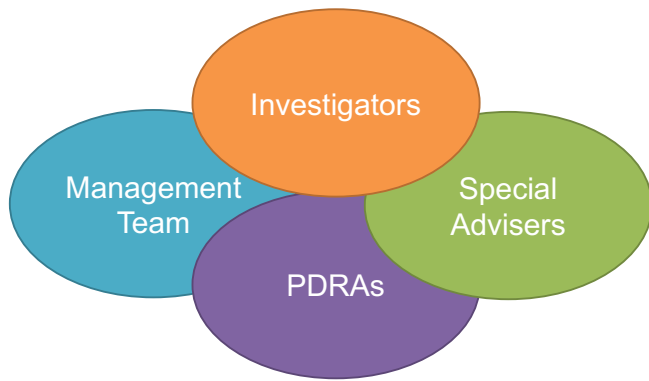 Investigators
Management
Team
Special
Advisers
PDRAs